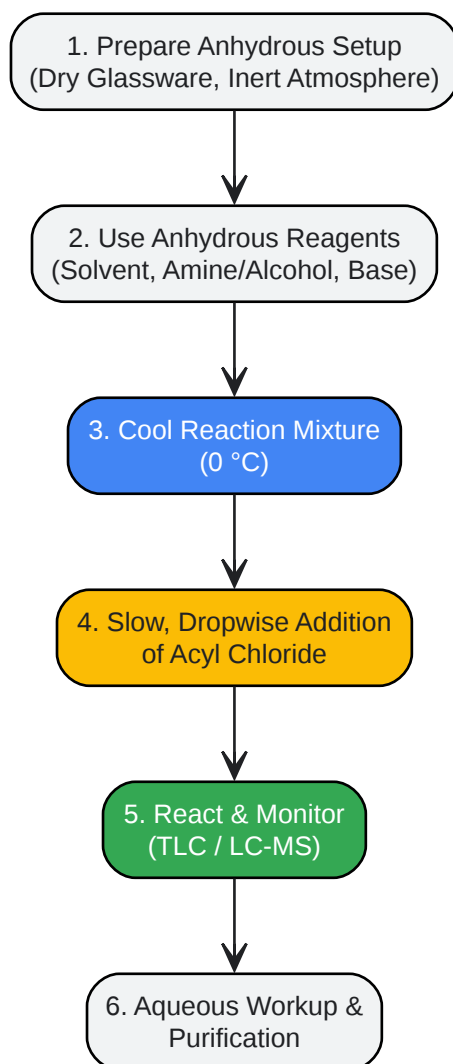 1. Prepare Anhydrous Setup
(Dry Glassware, Inert Atmosphere)
2. Use Anhydrous Reagents
(Solvent, Amine/Alcohol, Base)
3. Cool Reaction Mixture
(0 °C)
4. Slow, Dropwise Addition
of Acyl Chloride
5. React & Monitor
(TLC / LC-MS)
6. Aqueous Workup &
Purification